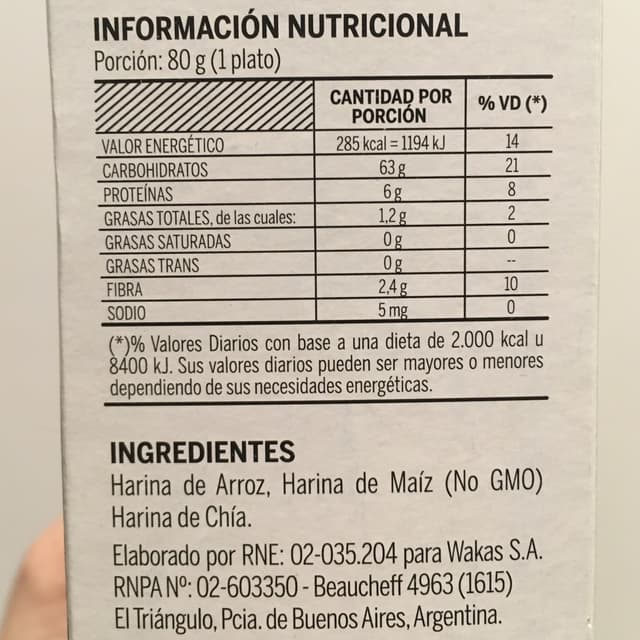 INFORMACIÓN NUTRICIONAL
Porción: 80 g (1 plato)
CANTIDAD POR PORCIÓN % VD (*)
VALOR ENERGÉTICO 285 kcal = 1194 kJ 14
CARBOHIDRATOS 63 g 21
PROTEÍNAS 6 g 8
GRASAS TOTALES, de las cuales: 1,2 g 2
GRASAS SATURADAS 0 g 0
GRASAS TRANS 0 g --
FIBRA 2,4 g 10
SODIO 5 mg 0
(*)% Valores Diarios con base a una dieta de 2.000 kcal u
8400 kJ. Sus valores diarios pueden ser mayores o menores
dependiendo de sus necesidades energéticas.
INGREDIENTES
Harina de Arroz, Harina de Maíz (No GMO)
Harina de Chía.
Elaborado por RNE: 02-035.204 para Wakas S.A.
RNPA Nº: 02-603350 - Beaucheff 4963 (1615)
El Triángulo, Pcia. de Buenos Aires, Argentina.